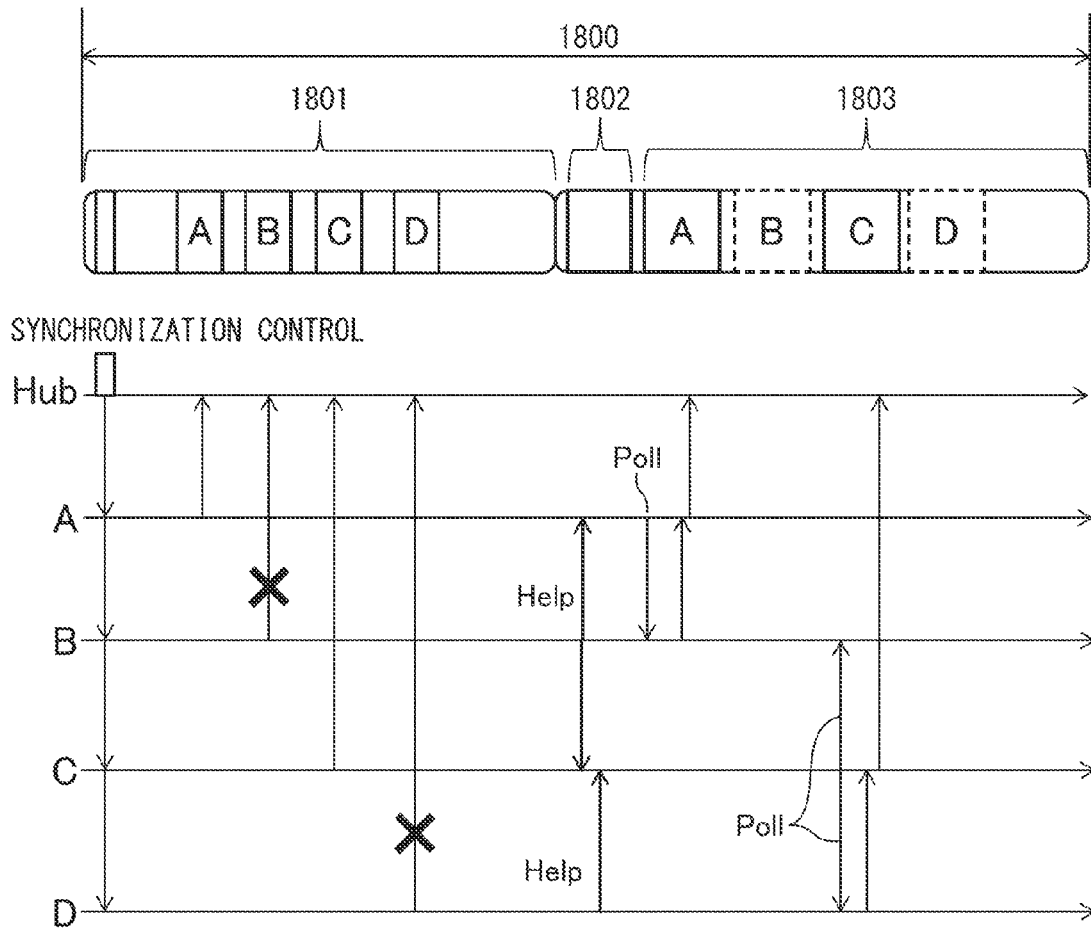 1800
1801 1802 1803
A B C D A B C D
SYNCHRONIZATION CONTROL
Hub
Poll
A
Help
B
C
Poll
Help
D